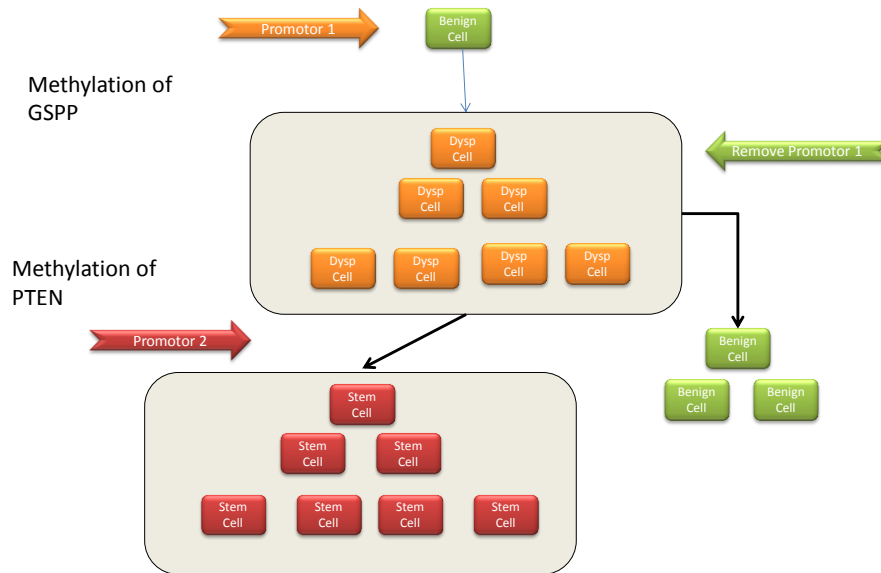 Promotor 1
Benign
Cell
Methylation of
GSPP
Dysp
Cell
Remove Promotor 1
Dysp
Cell
Dysp
Cell
Dysp
Cell
Dysp
Cell
Dysp
Cell
Dysp
Cell
Methylation of
PTEN
Promotor 2
Benign
Cell
Benign
Cell
Benign
Cell
Stem
Cell
Stem
Cell
Stem
Cell
Stem
Cell
Stem
Cell
Stem
Cell
Stem
Cell